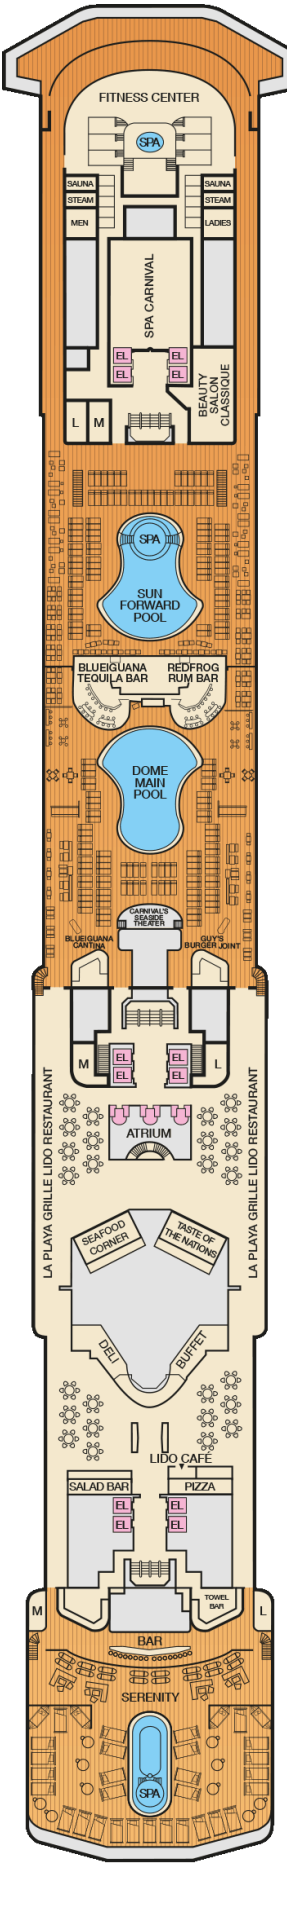 FITNESS CENTER
SPA
SAUNA
SAUNA
STEAM
STEAM
MEN
LADIES
SPA CARNIVAL
EL
EL
EL
EL
BEAUTY
SALON
CLASSIQUE
L
M
SPA
SUN
FORWARD
POOL
BLUEIGUANA
TEQUILA BAR
REDFROG
RUM BAR
DOME
MAIN
POOL
CARNIVAL'S
SEASIDE
THEATER
BLUEIGUANA
CANTINA
GUY'S
BURGER JOINT
M
EL
EL
EL
EL
L
LA PLAYA GRILLE LIDO RESTAURANT
ATRIUM
LA PLAYA GRILLE LIDO RESTAURANT
SEAFOOD
CORNER
TASTE OF
THE NATIONS
DELI
BUFFET
LIDO CAFÉ
SALAD BAR
PIZZA
EL
EL
EL
EL
TOWEL
BAR
M
L
BAR
SERENITY
SPA